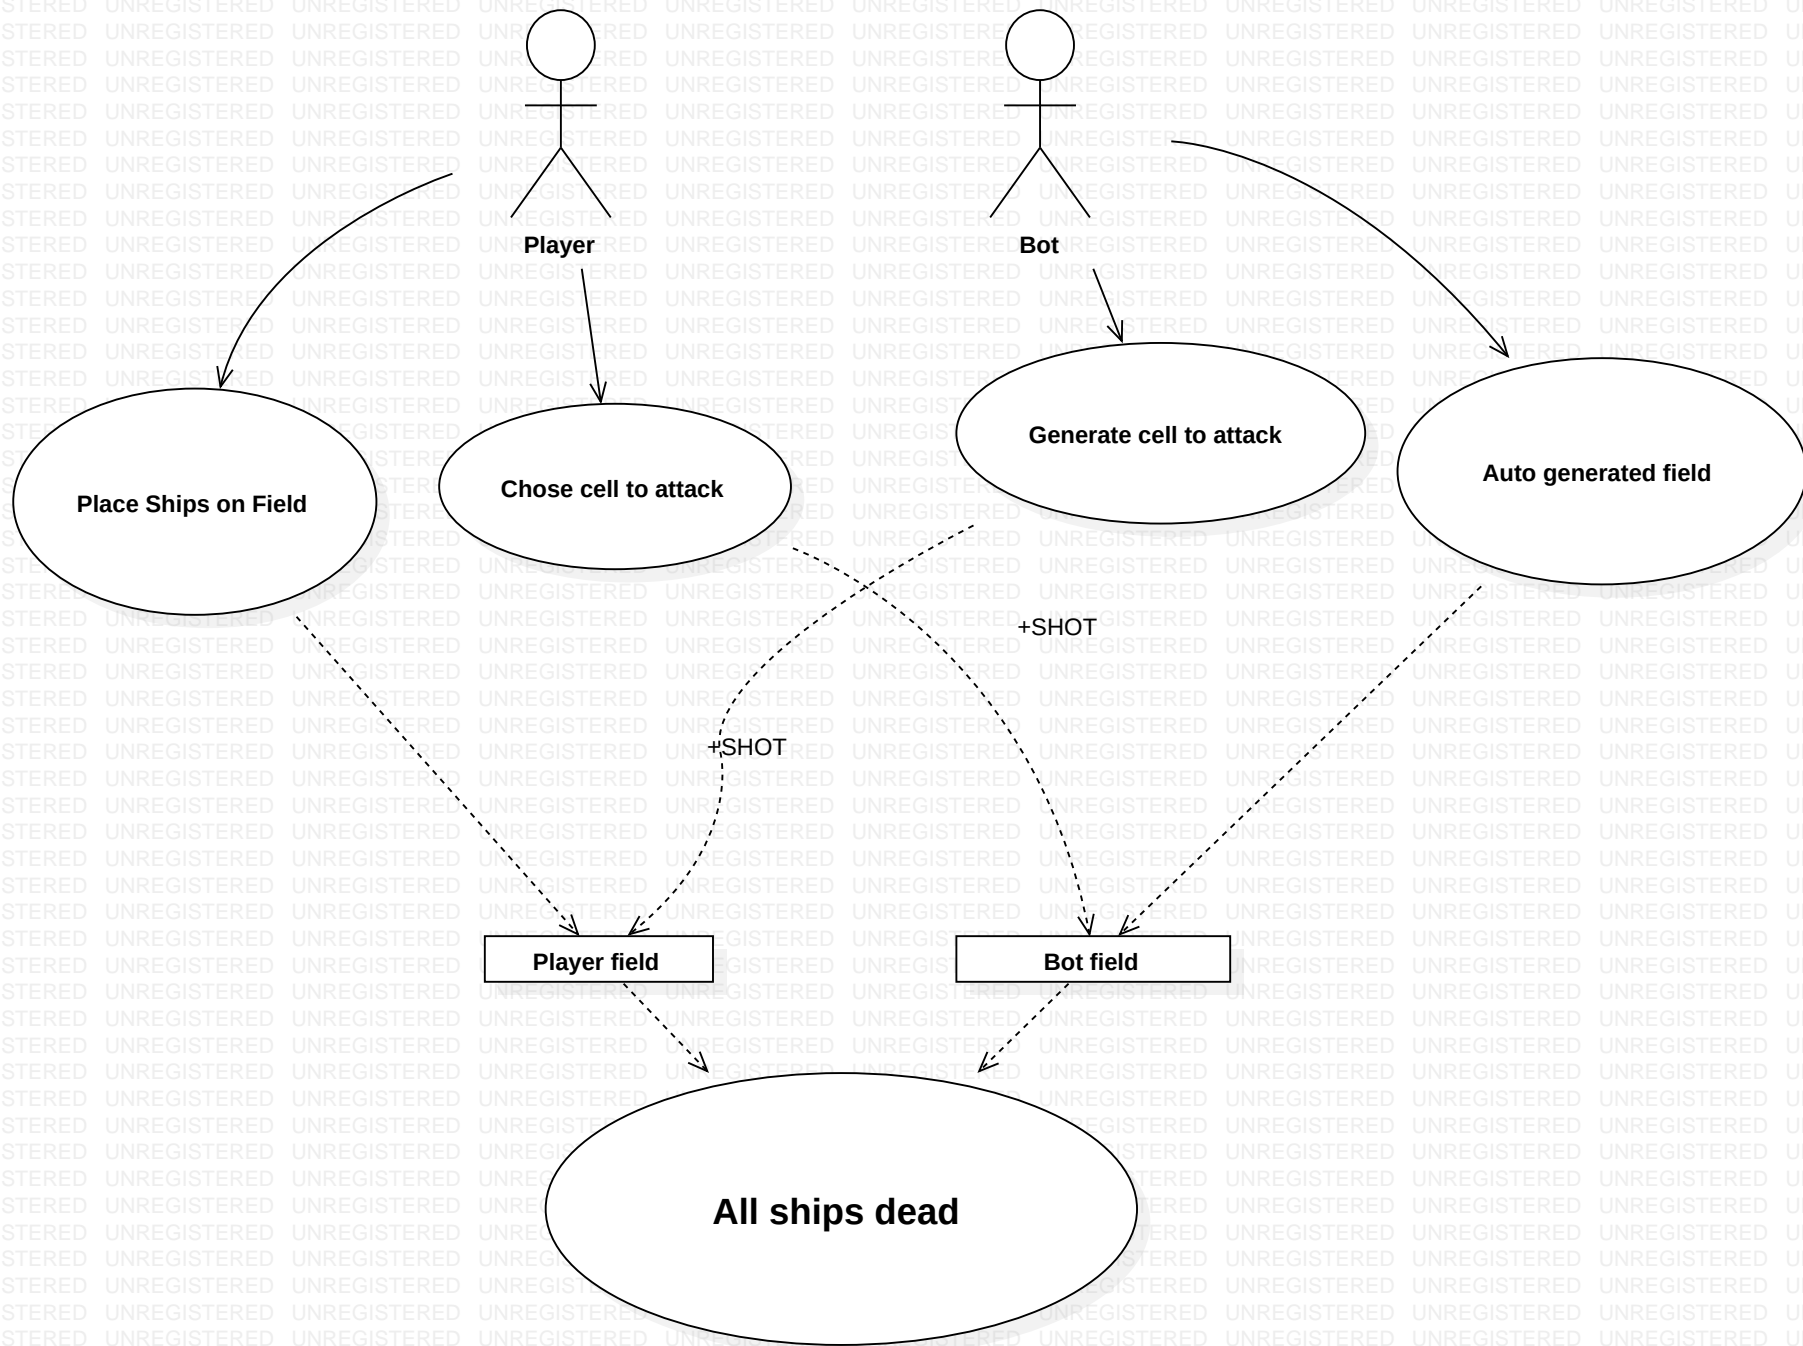 Player
Bot
Generate cell to attack
Auto generated field
Chose cell to attack
Place Ships on Field
+SHOT
+SHOT
Player field
Bot field
All ships dead
UNREGISTERED